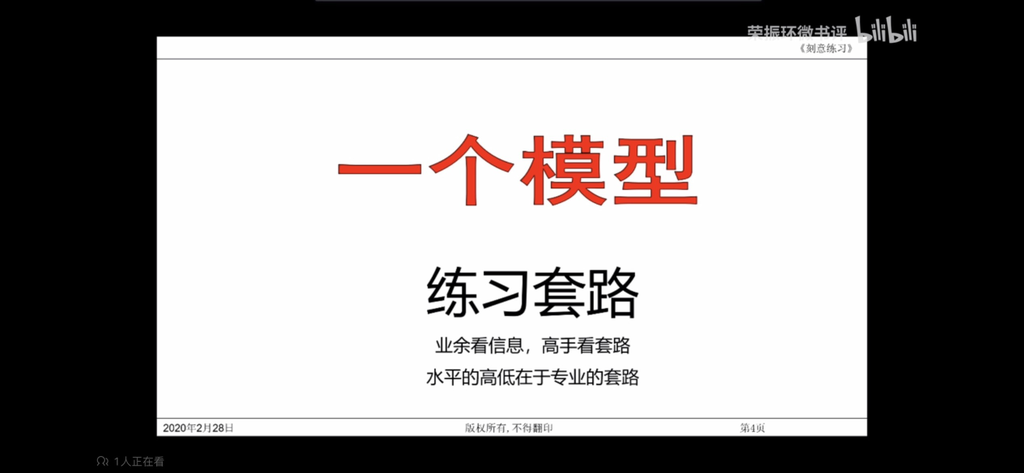 荣振环微书评 bilibili
《刻意练习》
一个模型
练习套路
业余看信息，高手看套路
水平的高低在于专业的套路
2020年2月28日 版权所有,不得翻印 第4页
1人正在看